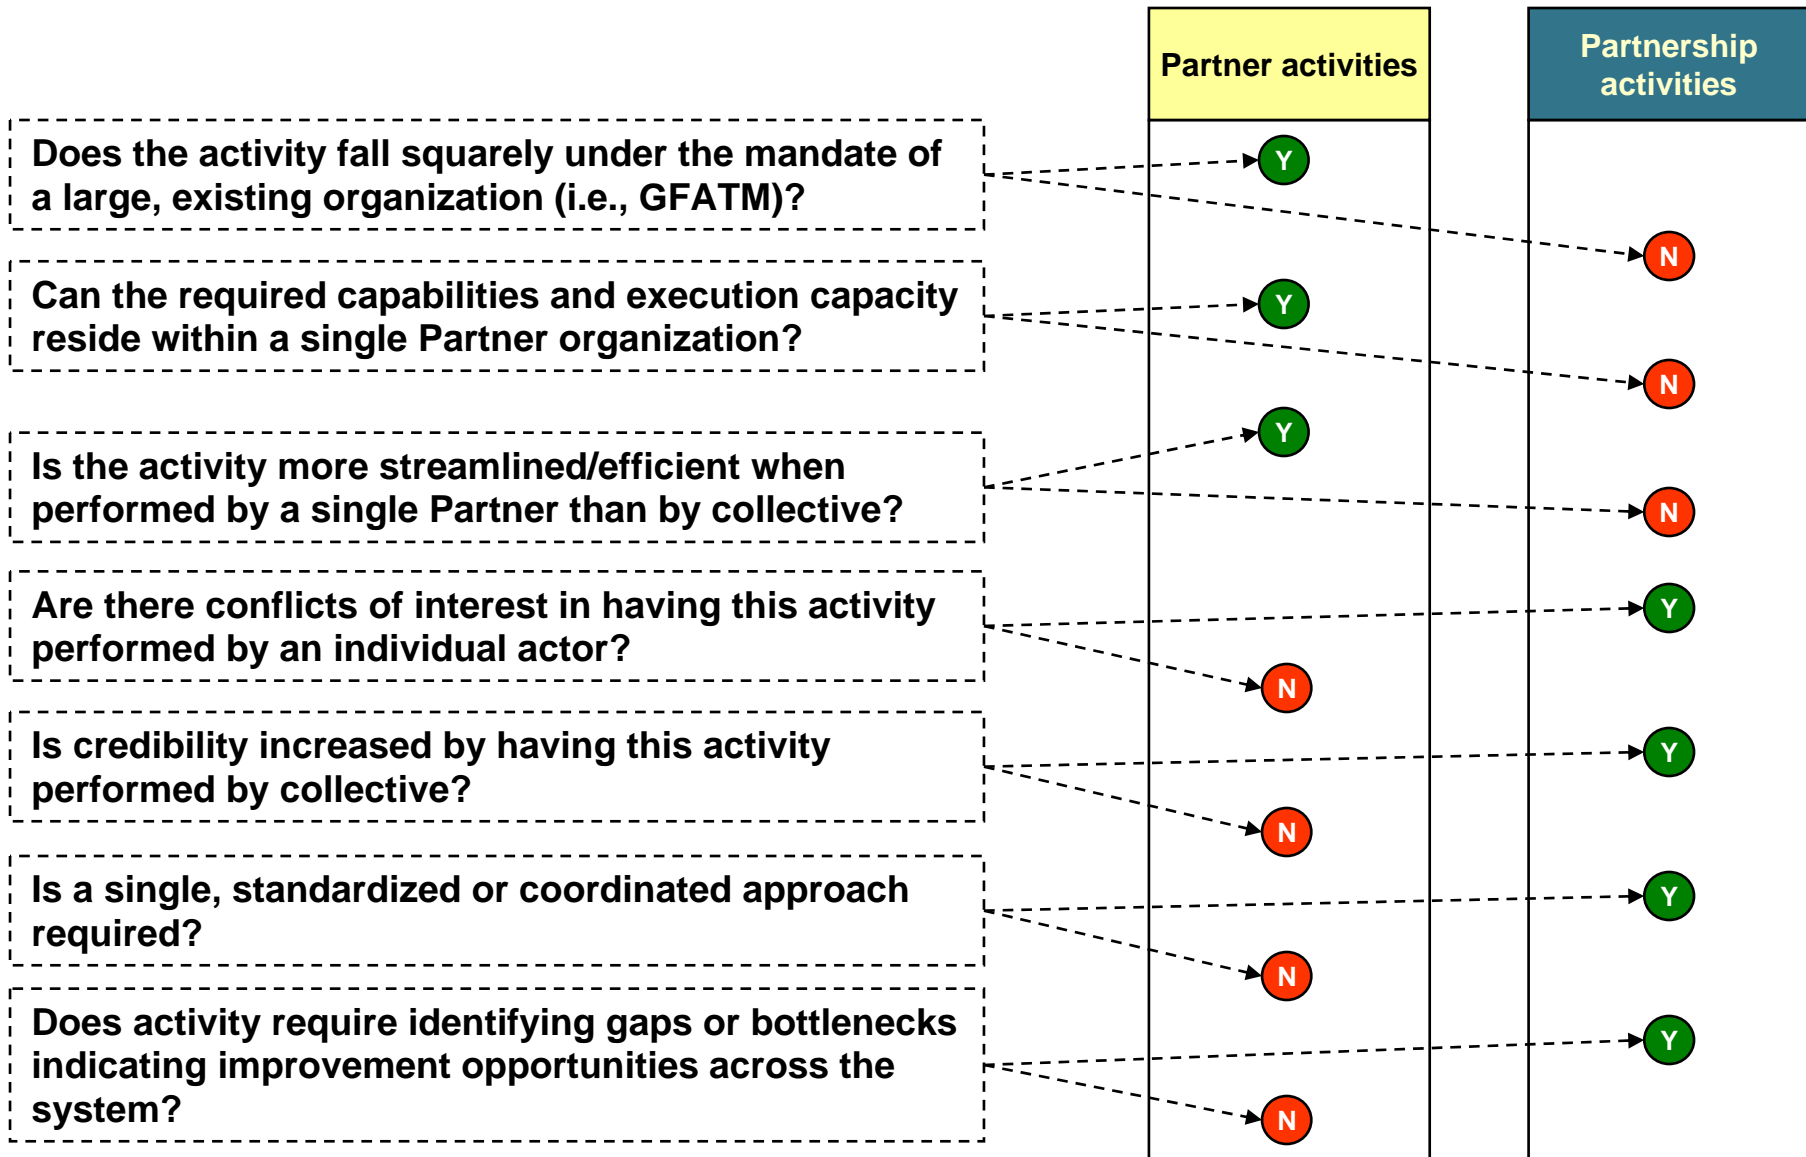 Partner activities
Partnership
activities
Does the activity fall squarely under the mandate of
a large, existing organization (i.e., GFATM)?
Y
N
Can the required capabilities and execution capacity
reside within a single Partner organization?
Y
N
Is the activity more streamlined/efficient when
performed by a single Partner than by collective?
Y
N
Are there conflicts of interest in having this activity
performed by an individual actor?
Y
N
Is credibility increased by having this activity
performed by collective?
Y
N
Is a single, standardized or coordinated approach
required?
Y
N
Does activity require identifying gaps or bottlenecks
indicating improvement opportunities across the
system?
Y
N